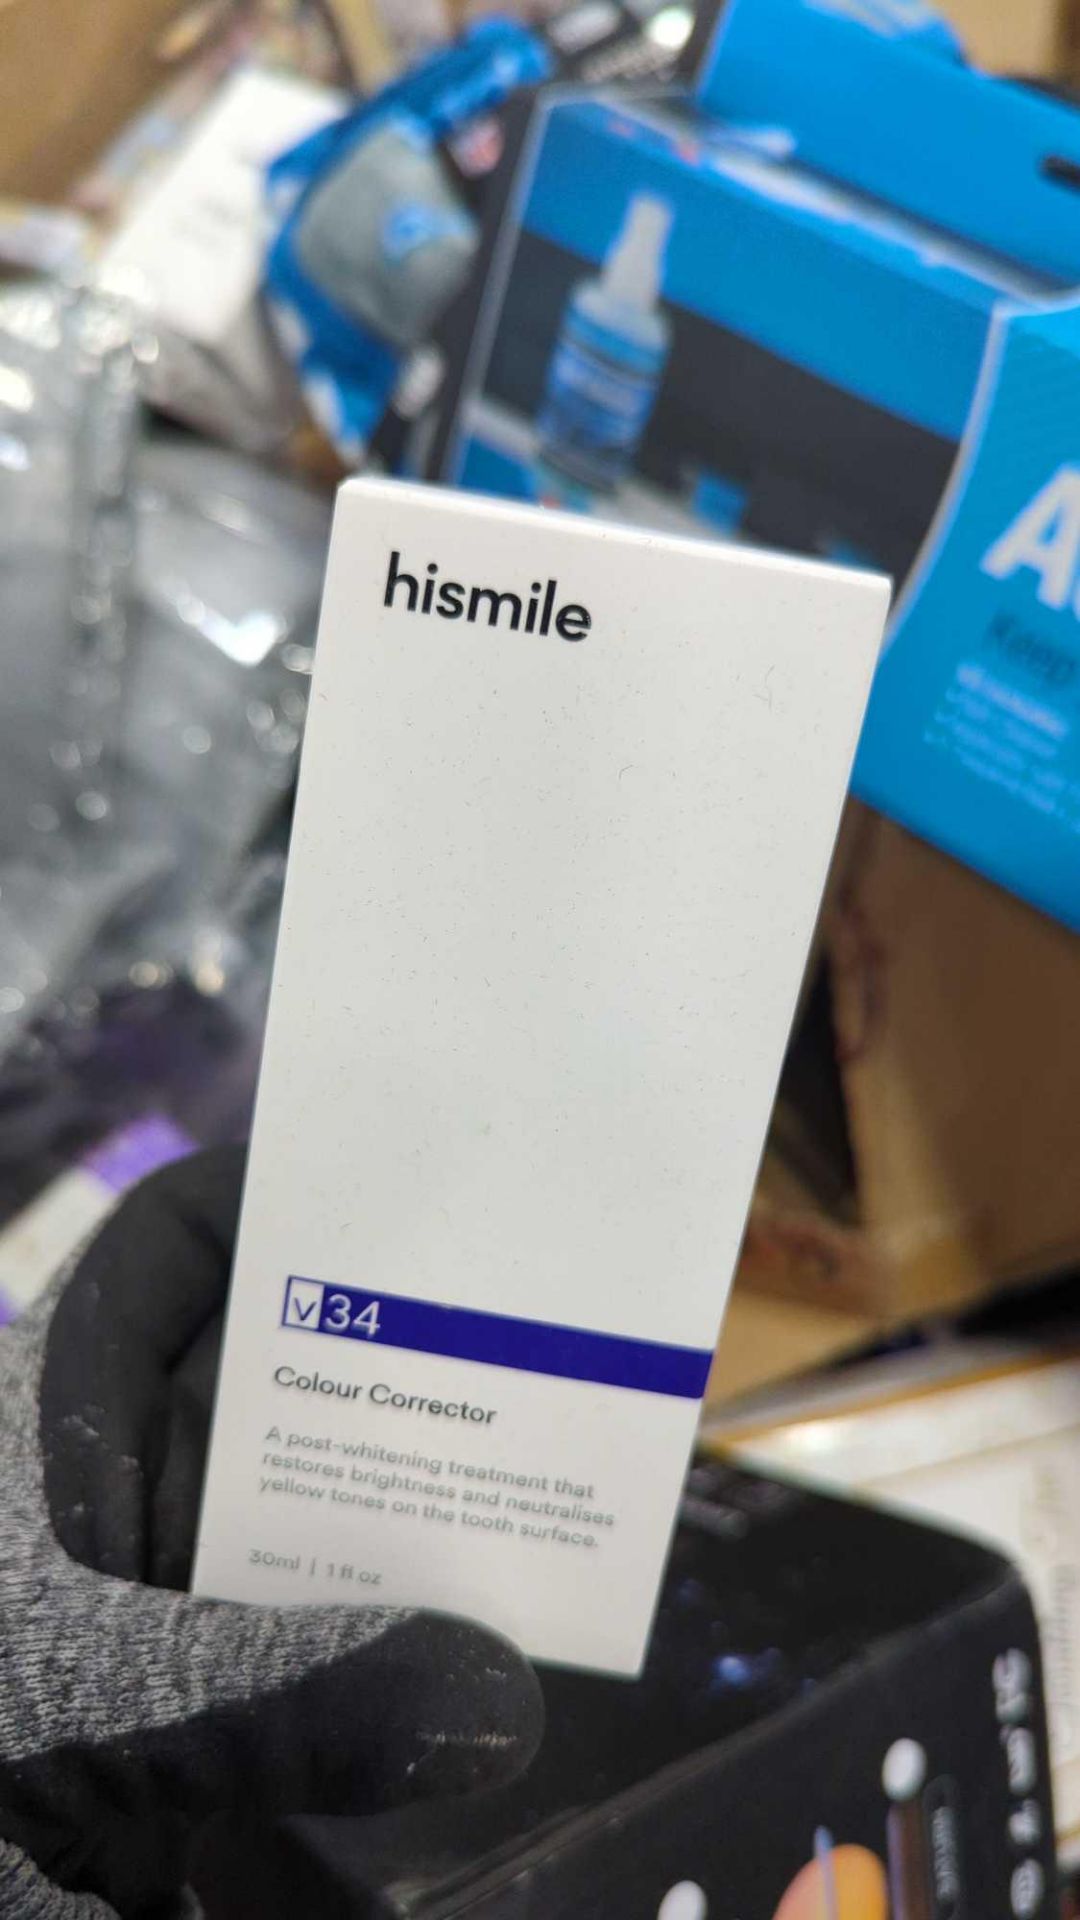 hismile
v34
Colour Corrector
A post-whitening treatment that
restores brightness and neutralises
yellow tones on the tooth surface.
30ml | 1 fl oz
Keep